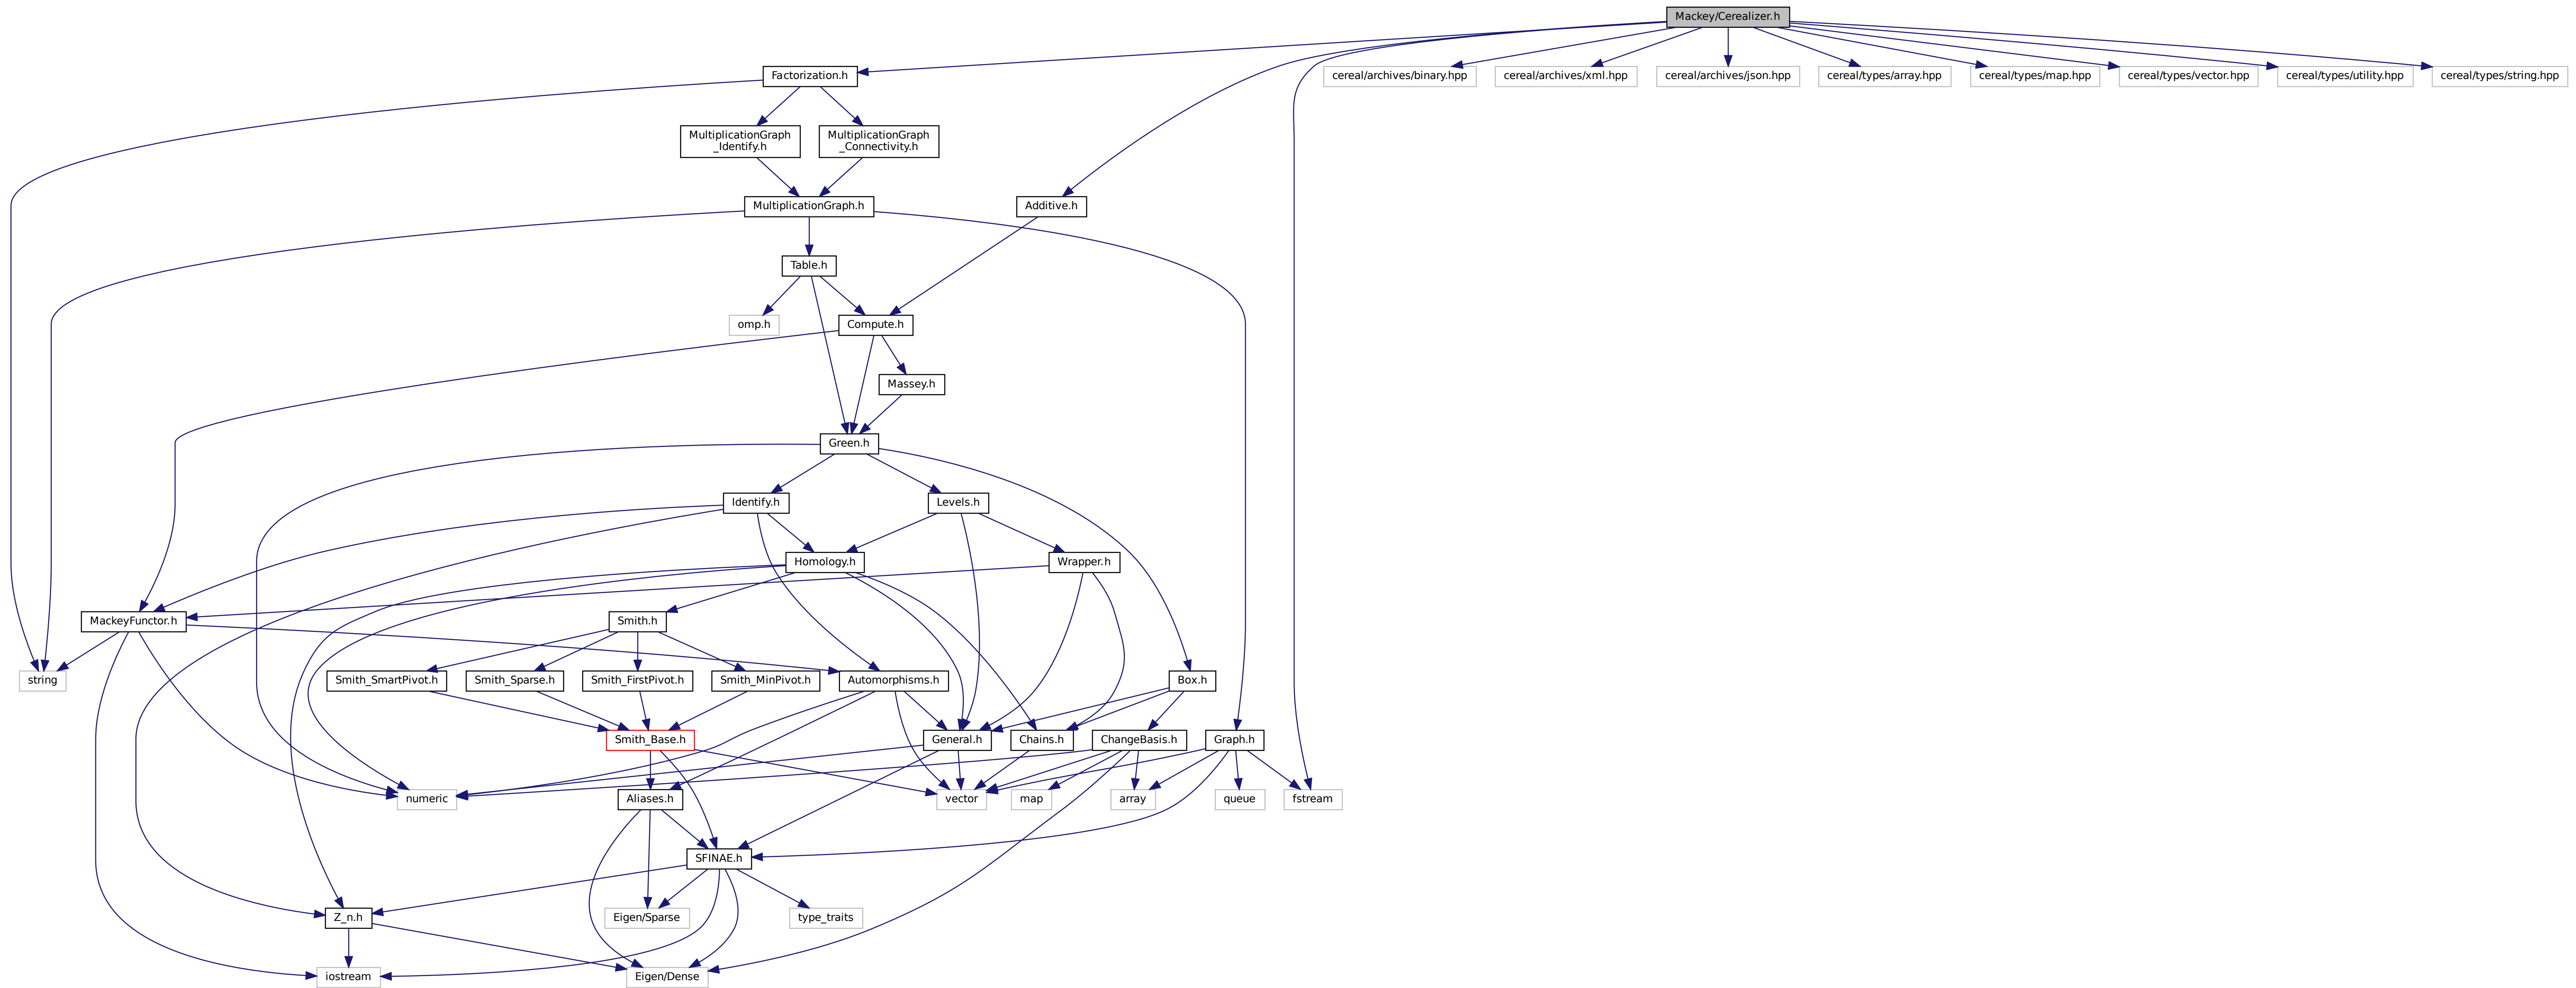 Mackey/Cerealizer.h
Factorization.h
cereal/archives/binary.hpp
cereal/archives/xml.hpp
cereal/archives/json.hpp
cereal/types/array.hpp
cereal/types/map.hpp
cereal/types/vector.hpp
cereal/types/utility.hpp
cereal/types/string.hpp
MultiplicationGraph
_Identify.h
MultiplicationGraph
_Connectivity.h
MultiplicationGraph.h
Additive.h
Table.h
omp.h
Compute.h
Massey.h
Green.h
Identify.h
Levels.h
Homology.h
Wrapper.h
MackeyFunctor.h
Smith.h
string
Smith_SmartPivot.h
Smith_Sparse.h
Smith_FirstPivot.h
Smith_MinPivot.h
Automorphisms.h
Box.h
Smith_Base.h
General.h
Chains.h
ChangeBasis.h
Graph.h
numeric
Aliases.h
vector
map
array
queue
fstream
SFINAE.h
Z_n.h
Eigen/Sparse
type_traits
iostream
Eigen/Dense